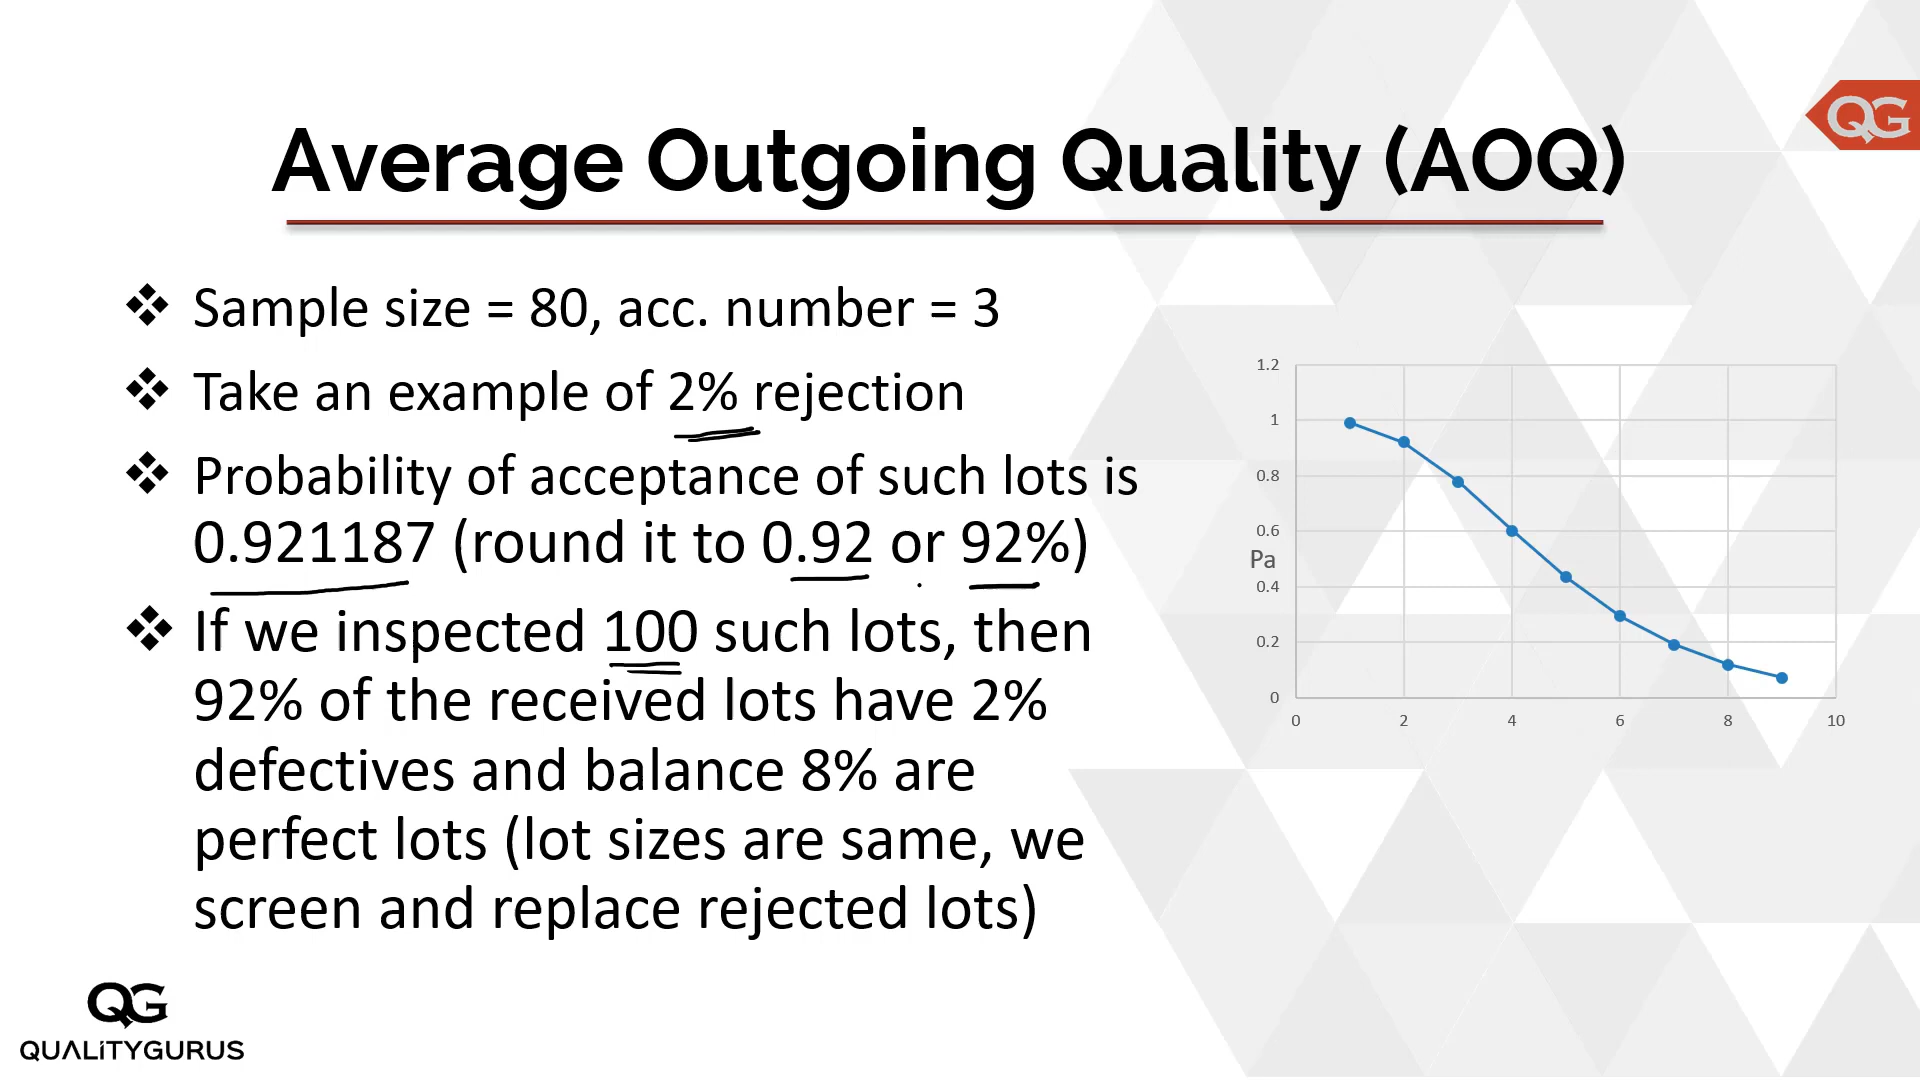 QG
Average Outgoing Quality (AOQ)
❖ Sample size = 80, acc. number = 3
❖ Take an example of 2% rejection
❖ Probability of acceptance of such lots is
0.921187 (round it to 0.92 or 92%)
❖ If we inspected 100 such lots, then
92% of the received lots have 2%
defectives and balance 8% are
perfect lots (lot sizes are same, we
screen and replace rejected lots)
1.2
1
0.8
0.6
Pa
0.4
0.2
0
0 2 4 6 8 10
QG
QUALITYGURUS